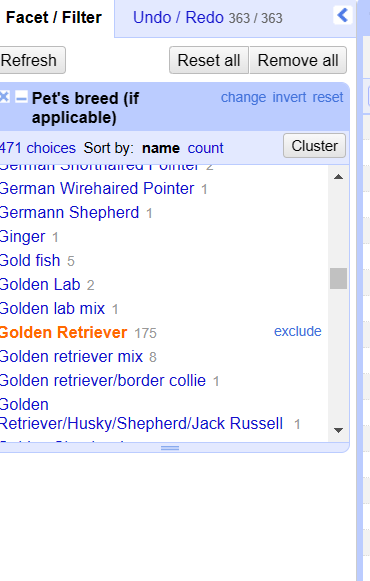 Facet / Filter
Undo / Redo 363 / 363
Refresh
Reset all
Remove all
Pet's breed (if applicable)
change invert reset
471 choices Sort by: name count
Cluster
German Shorthaired Pointer 2
German Wirehaired Pointer 1
Germann Shepherd 1
Ginger 1
Gold fish 5
Golden Lab 2
Golden lab mix 1
Golden Retriever 175
exclude
Golden retriever mix 8
Golden retriever/border collie 1
Golden
Retriever/Husky/Shepherd/Jack Russell 1